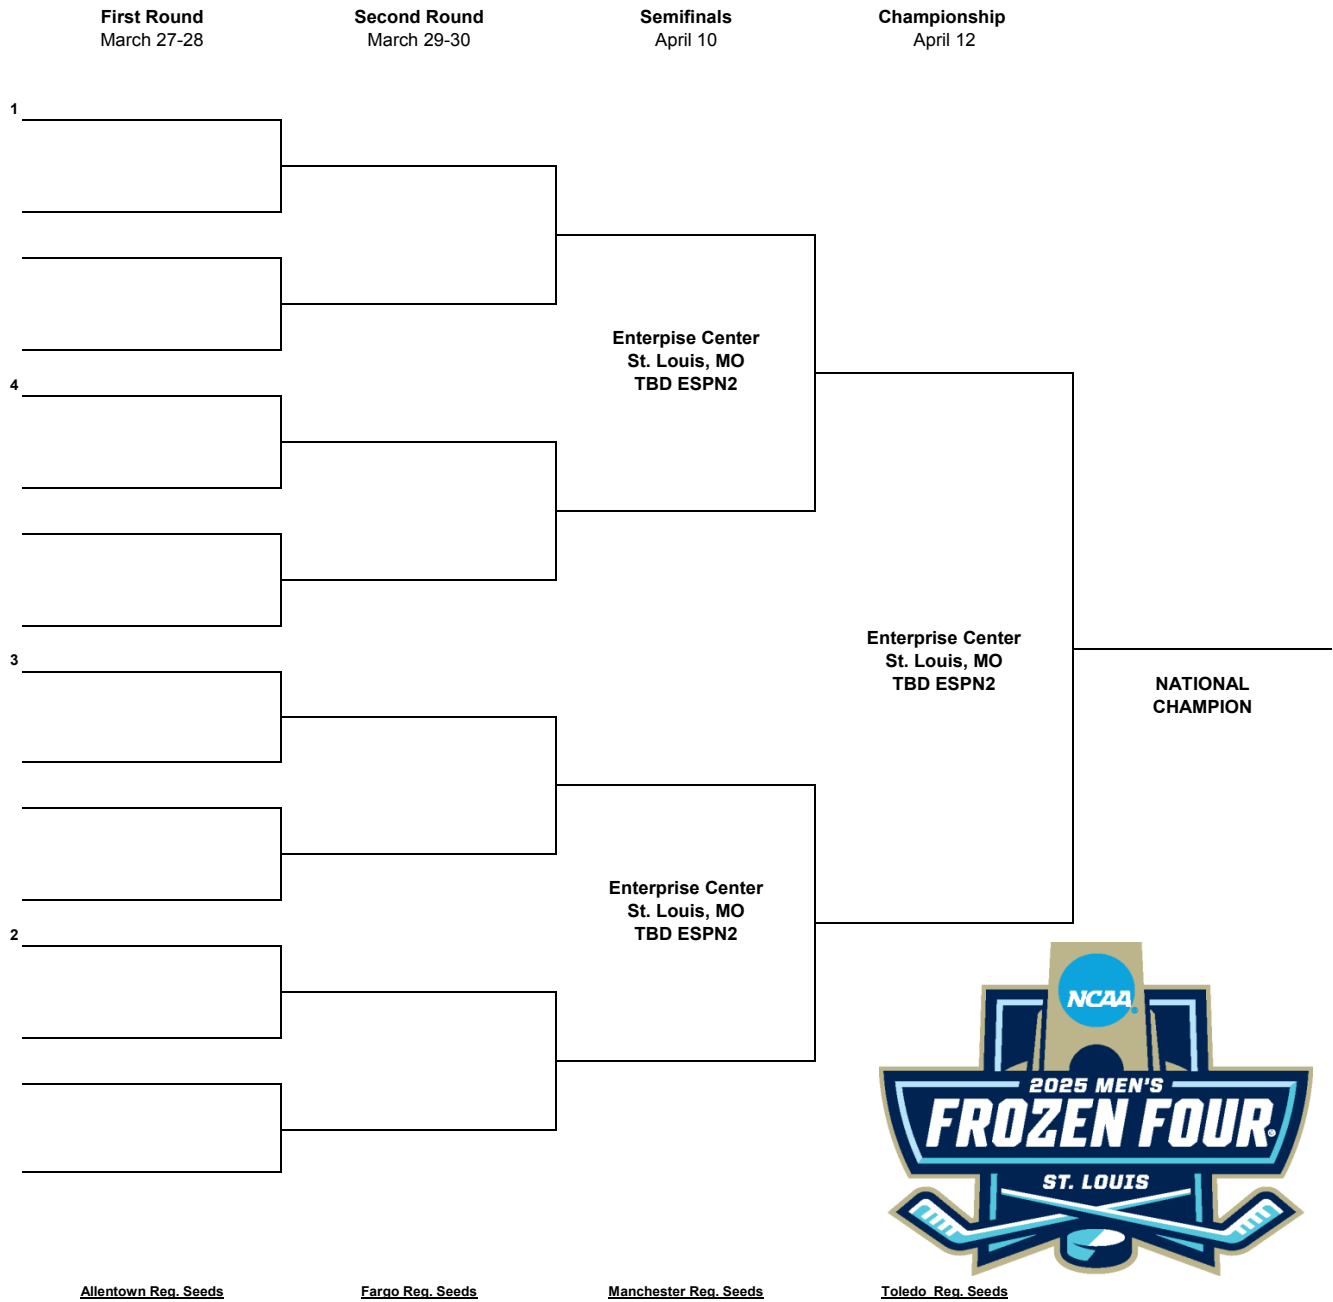 First Round
March 27-28
Second Round
March 29-30
Semifinals
April 10
Championship
April 12
1
Enterpise Center
St. Louis, MO
TBD ESPN2
4
Enterprise Center
St. Louis, MO
TBD ESPN2
NATIONAL
CHAMPION
3
Enterprise Center
St. Louis, MO
TBD ESPN2
2
NCAA®
2025 MEN'S
FROZEN FOUR®
ST. LOUIS
Allentown Reg. Seeds
Fargo Reg. Seeds
Manchester Reg. Seeds
Toledo Reg. Seeds